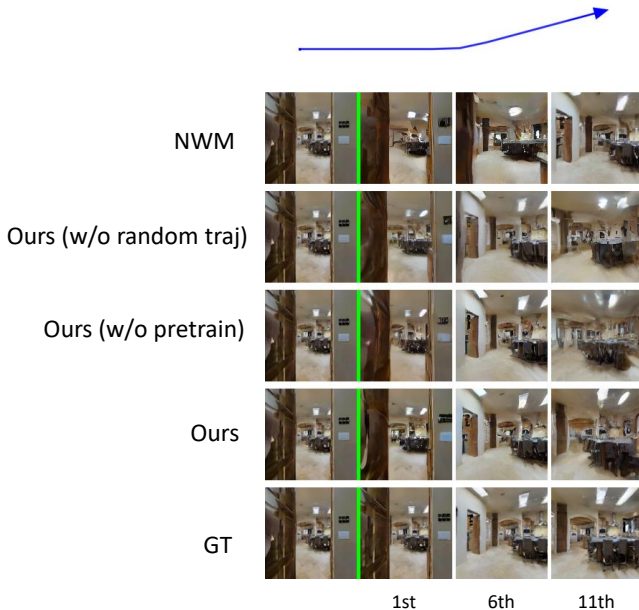 NWM
Ours (w/o random traj)
Ours (w/o pretrain)
Ours
GT
1st 6th 11th